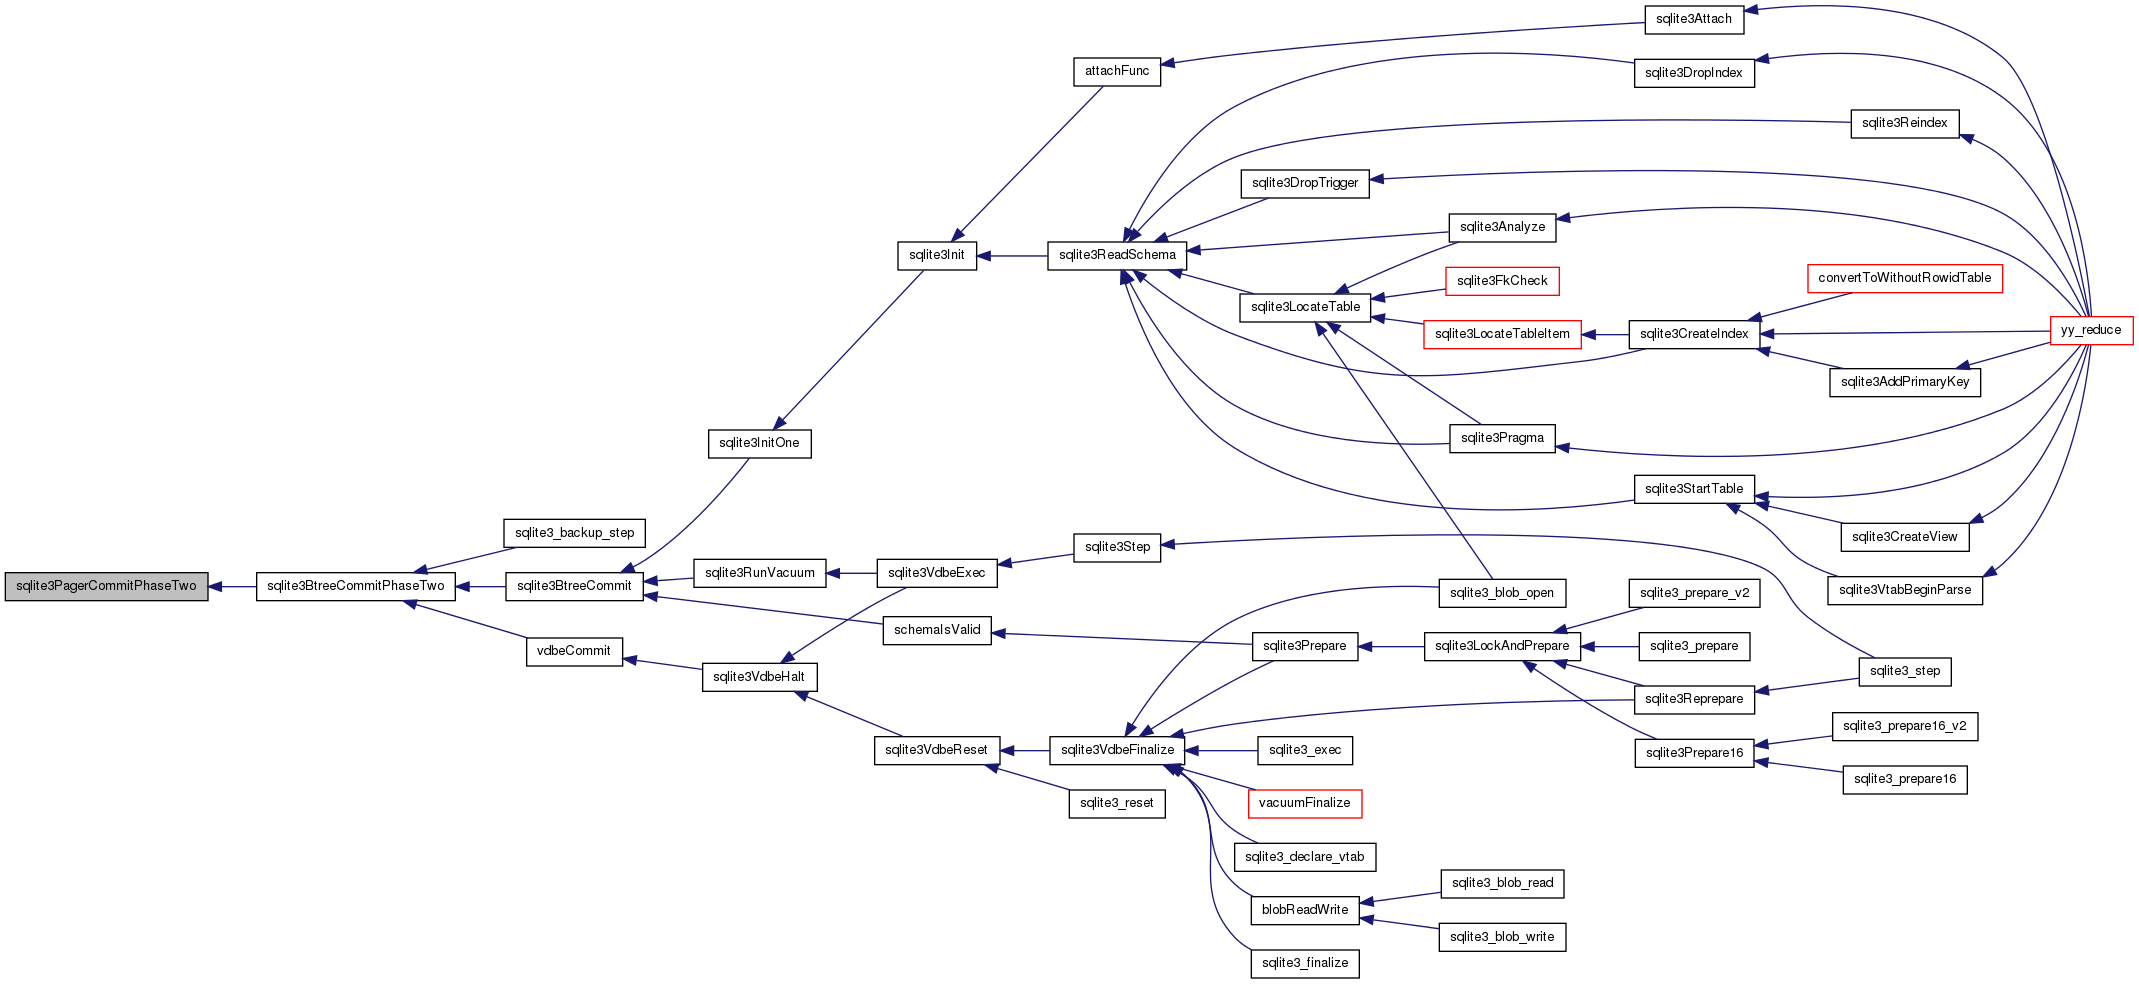 sqlite3Attach
attachFunc
sqlite3DropIndex
sqlite3Reindex
sqlite3DropTrigger
sqlite3Analyze
sqlite3Init
sqlite3ReadSchema
sqlite3FkCheck
convertToWithoutRowidTable
sqlite3LocateTable
sqlite3LocateTableItem
sqlite3CreateIndex
yy_reduce
sqlite3AddPrimaryKey
sqlite3InitOne
sqlite3Pragma
sqlite3StartTable
sqlite3_backup_step
sqlite3Step
sqlite3CreateView
sqlite3PagerCommitPhaseTwo
sqlite3BtreeCommitPhaseTwo
sqlite3BtreeCommit
sqlite3RunVacuum
sqlite3VdbeExec
sqlite3_blob_open
sqlite3_prepare_v2
sqlite3VtabBeginParse
schemaIsValid
vdbeCommit
sqlite3Prepare
sqlite3LockAndPrepare
sqlite3_prepare
sqlite3VdbeHalt
sqlite3_step
sqlite3Reprepare
sqlite3_prepare16_v2
sqlite3VdbeReset
sqlite3VdbeFinalize
sqlite3_exec
sqlite3Prepare16
sqlite3_prepare16
sqlite3_reset
vacuumFinalize
sqlite3_declare_vtab
sqlite3_blob_read
blobReadWrite
sqlite3_blob_write
sqlite3_finalize